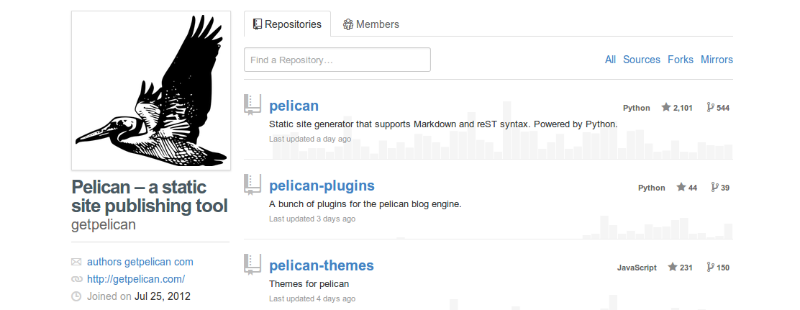 Repositories
Members
Find a Repository...
All Sources Forks Mirrors
pelican
Python 2,101 544
Static site generator that supports Markdown and reST syntax. Powered by Python.
Last updated a day ago
pelican-plugins
Python 44 39
A bunch of plugins for the pelican blog engine.
Last updated 3 days ago
pelican-themes
JavaScript 231 150
Themes for pelican
Last updated 4 days ago
Pelican – a static
site publishing tool
getpelican
authors getpelican com
http://getpelican.com/
Joined on Jul 25, 2012